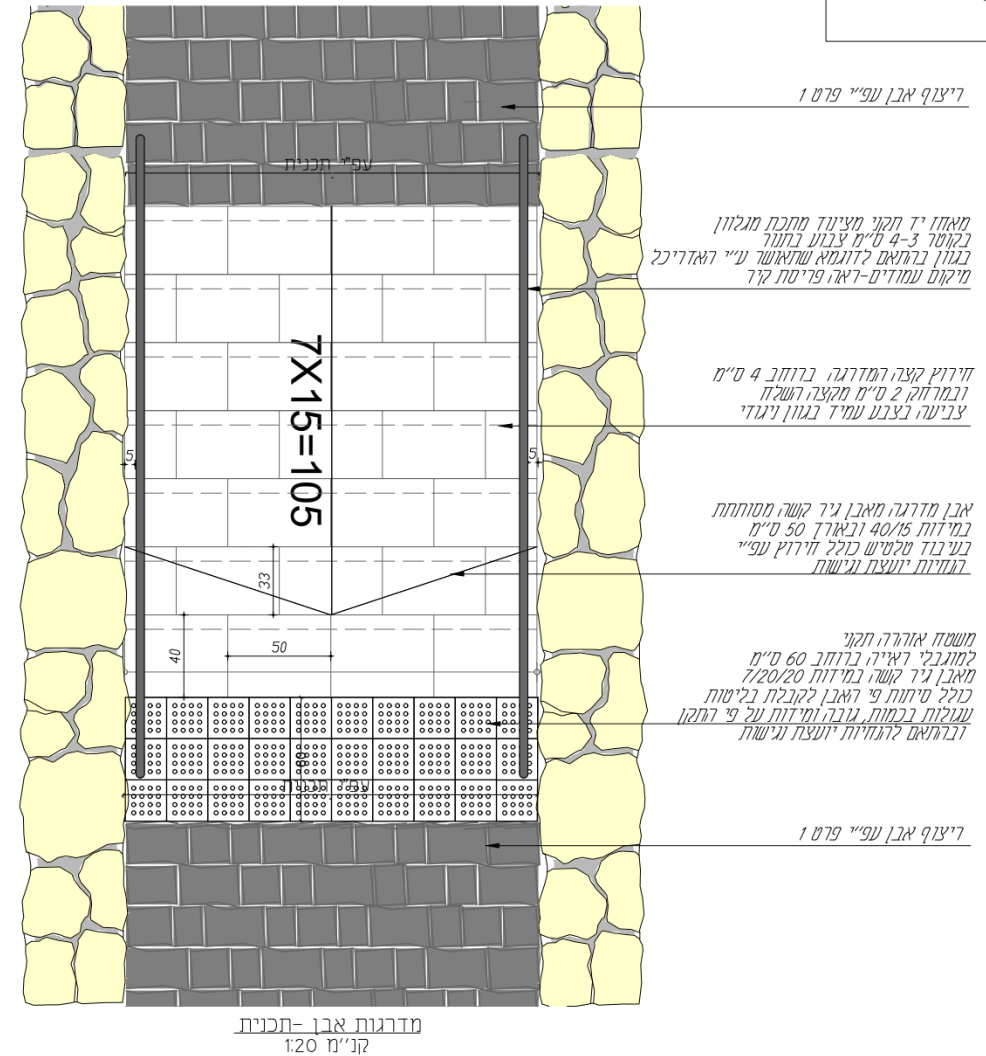 ריצוף אבן עפ"י פרט 1
עפ"י תכנית
מאחז יד תקני מצינור מתכת מגלוון
בקוטר 4-3 ס"מ צבוע בתנור
בגוון בהתאם לדוגמא שתאושר ע"י האדריכל
מיקום עמודים-ראה פריסת קיר
7X15=105
חירוץ קצה המדרגה ברוחב 4 ס"מ
ובמרחק 2 ס"מ מקצה השלח
צביעה בצבע עמיד בגוון ניגודי
5
5
אבן מדרגה מאבן גיר קשה מסותתת
במידות 40/15 ובאורך 50 ס"מ
בעיבוד טלטיש כולל חירוץ עפ"י
הנחיות יועצת נגישות
33
40
50
משטח אזהרה תקני
למוגבלי ראייה ברוחב 60 ס"מ
מאבן גיר קשה במידות 7/20/20
כולל סיתות פי האבן לקבלת בליטות
עגולות בכמות, גובה ומידות על פי התקן
ובהתאם להנחיות יועצת נגישות
60
עפ"י תכנית
ריצוף אבן עפ"י פרט 1
מדרגות אבן -תכנית
קנ"מ 1:20